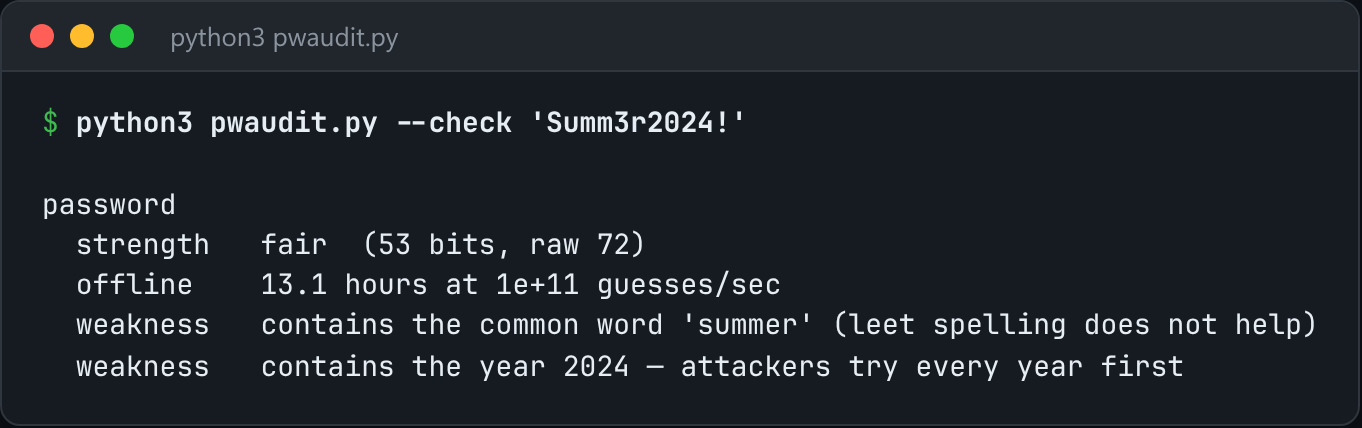 python3 pwaudit.py
$ python3 pwaudit.py --check 'Summ3r2024!'
password
strength fair (53 bits, raw 72)
offline 13.1 hours at 1e+11 guesses/sec
weakness contains the common word 'summer' (leet spelling does not help)
weakness contains the year 2024 — attackers try every year first